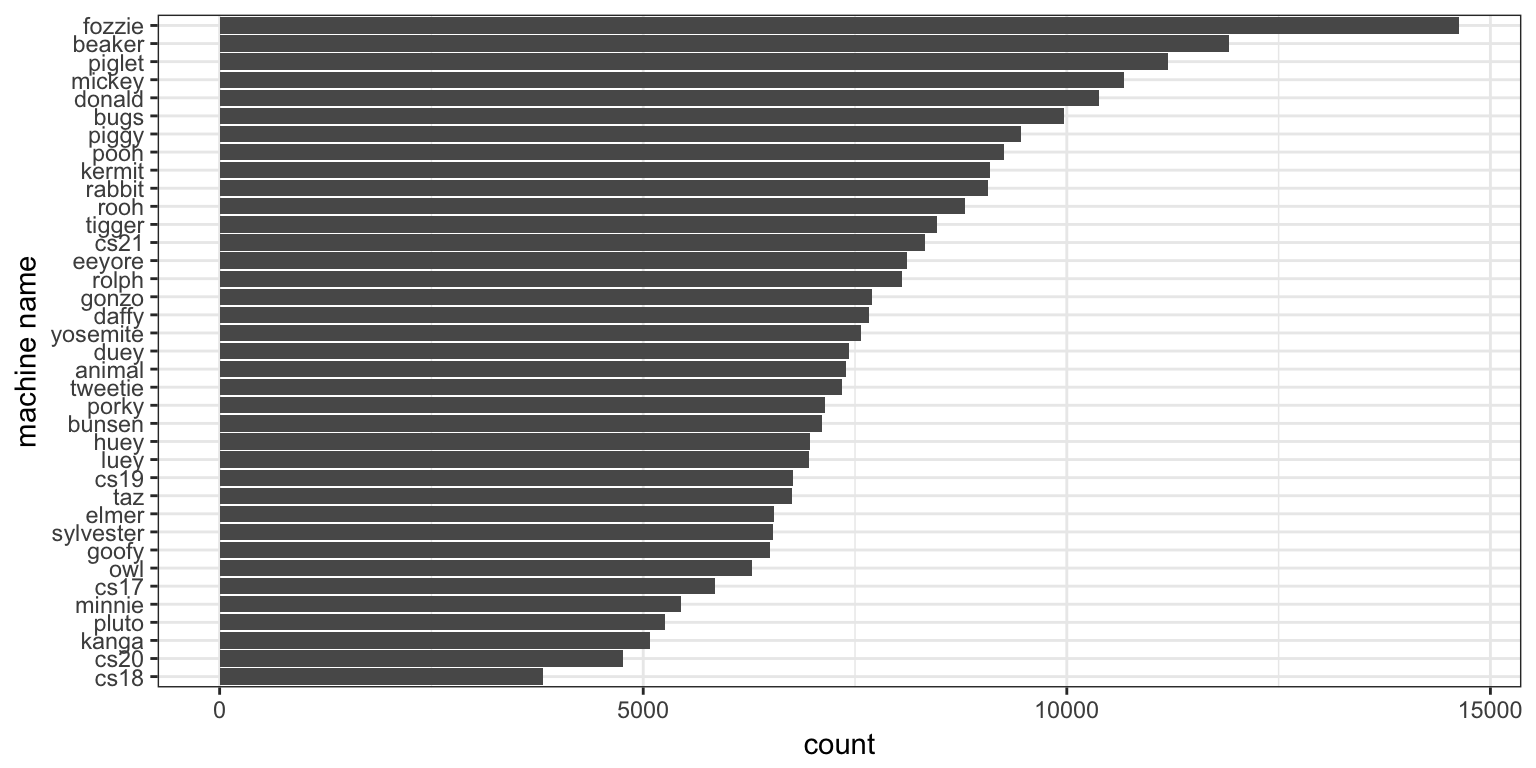 fozzie
beaker
piglet
mickey
donald
bugs
piggy
pooh
kermit
rabbit
rooh
tigger
cs21
eeyore
rolph
gonzo
daffy
yosemite
duey
animal
tweetie
porky
bunsen
huey
luey
cs19
taz
elmer
sylvester
goofy
owl
cs17
minnie
pluto
kanga
cs20
cs18
machine name
0 5000 10000 15000
count